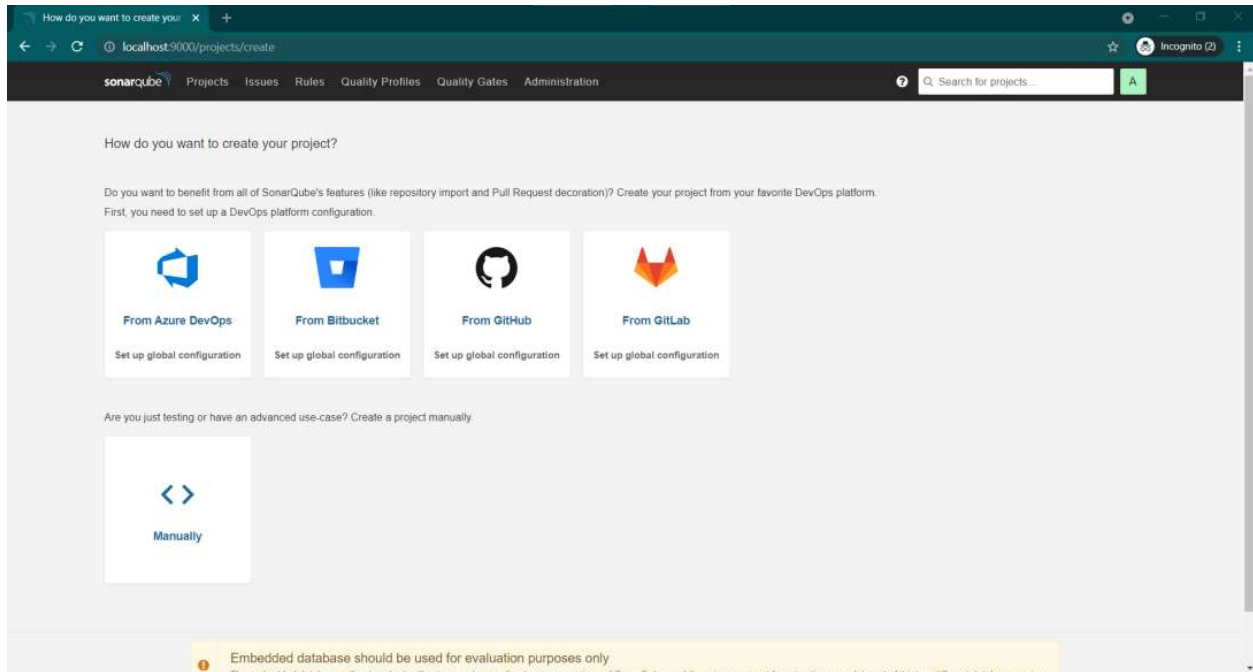 How do you want to create your
localhost:9000/projects/create
Incognito (2)
sonarqube Projects Issues Rules Quality Profiles Quality Gates Administration
Search for projects...
A
How do you want to create your project?
Do you want to benefit from all of SonarQube's features (like repository import and Pull Request decoration)? Create your project from your favorite DevOps platform.
First, you need to set up a DevOps platform configuration.
From Azure DevOps From Bitbucket From GitHub From GitLab
Set up global configuration Set up global configuration Set up global configuration Set up global configuration
Are you just testing or have an advanced use-case? Create a project manually.
Manually
Embedded database should be used for evaluation purposes only